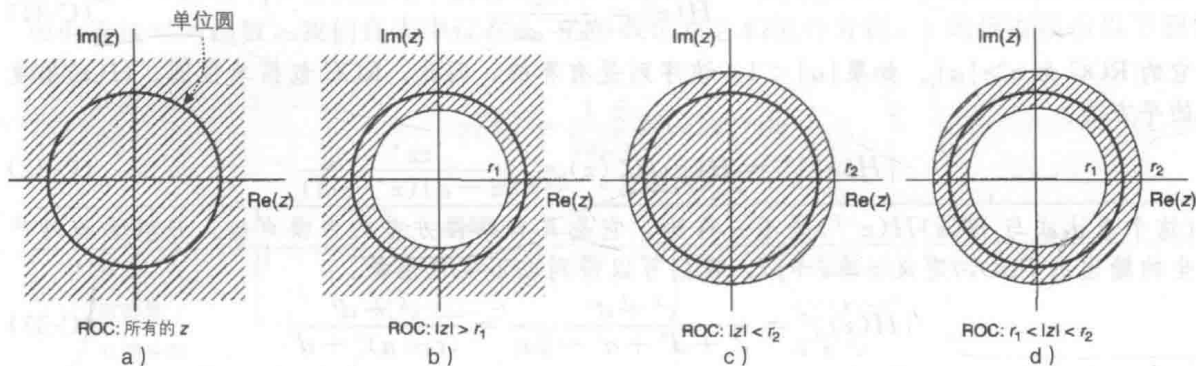 单位圆
Im(z) Im(z) Im(z) Im(z)
r₁ r₂ r₁ r₂
Re(z) Re(z) Re(z) Re(z)
ROC: 所有的 z ROC: |z| > r₁ ROC: |z| < r₂ ROC: r₁ < |z| < r₂
a) b) c) d)